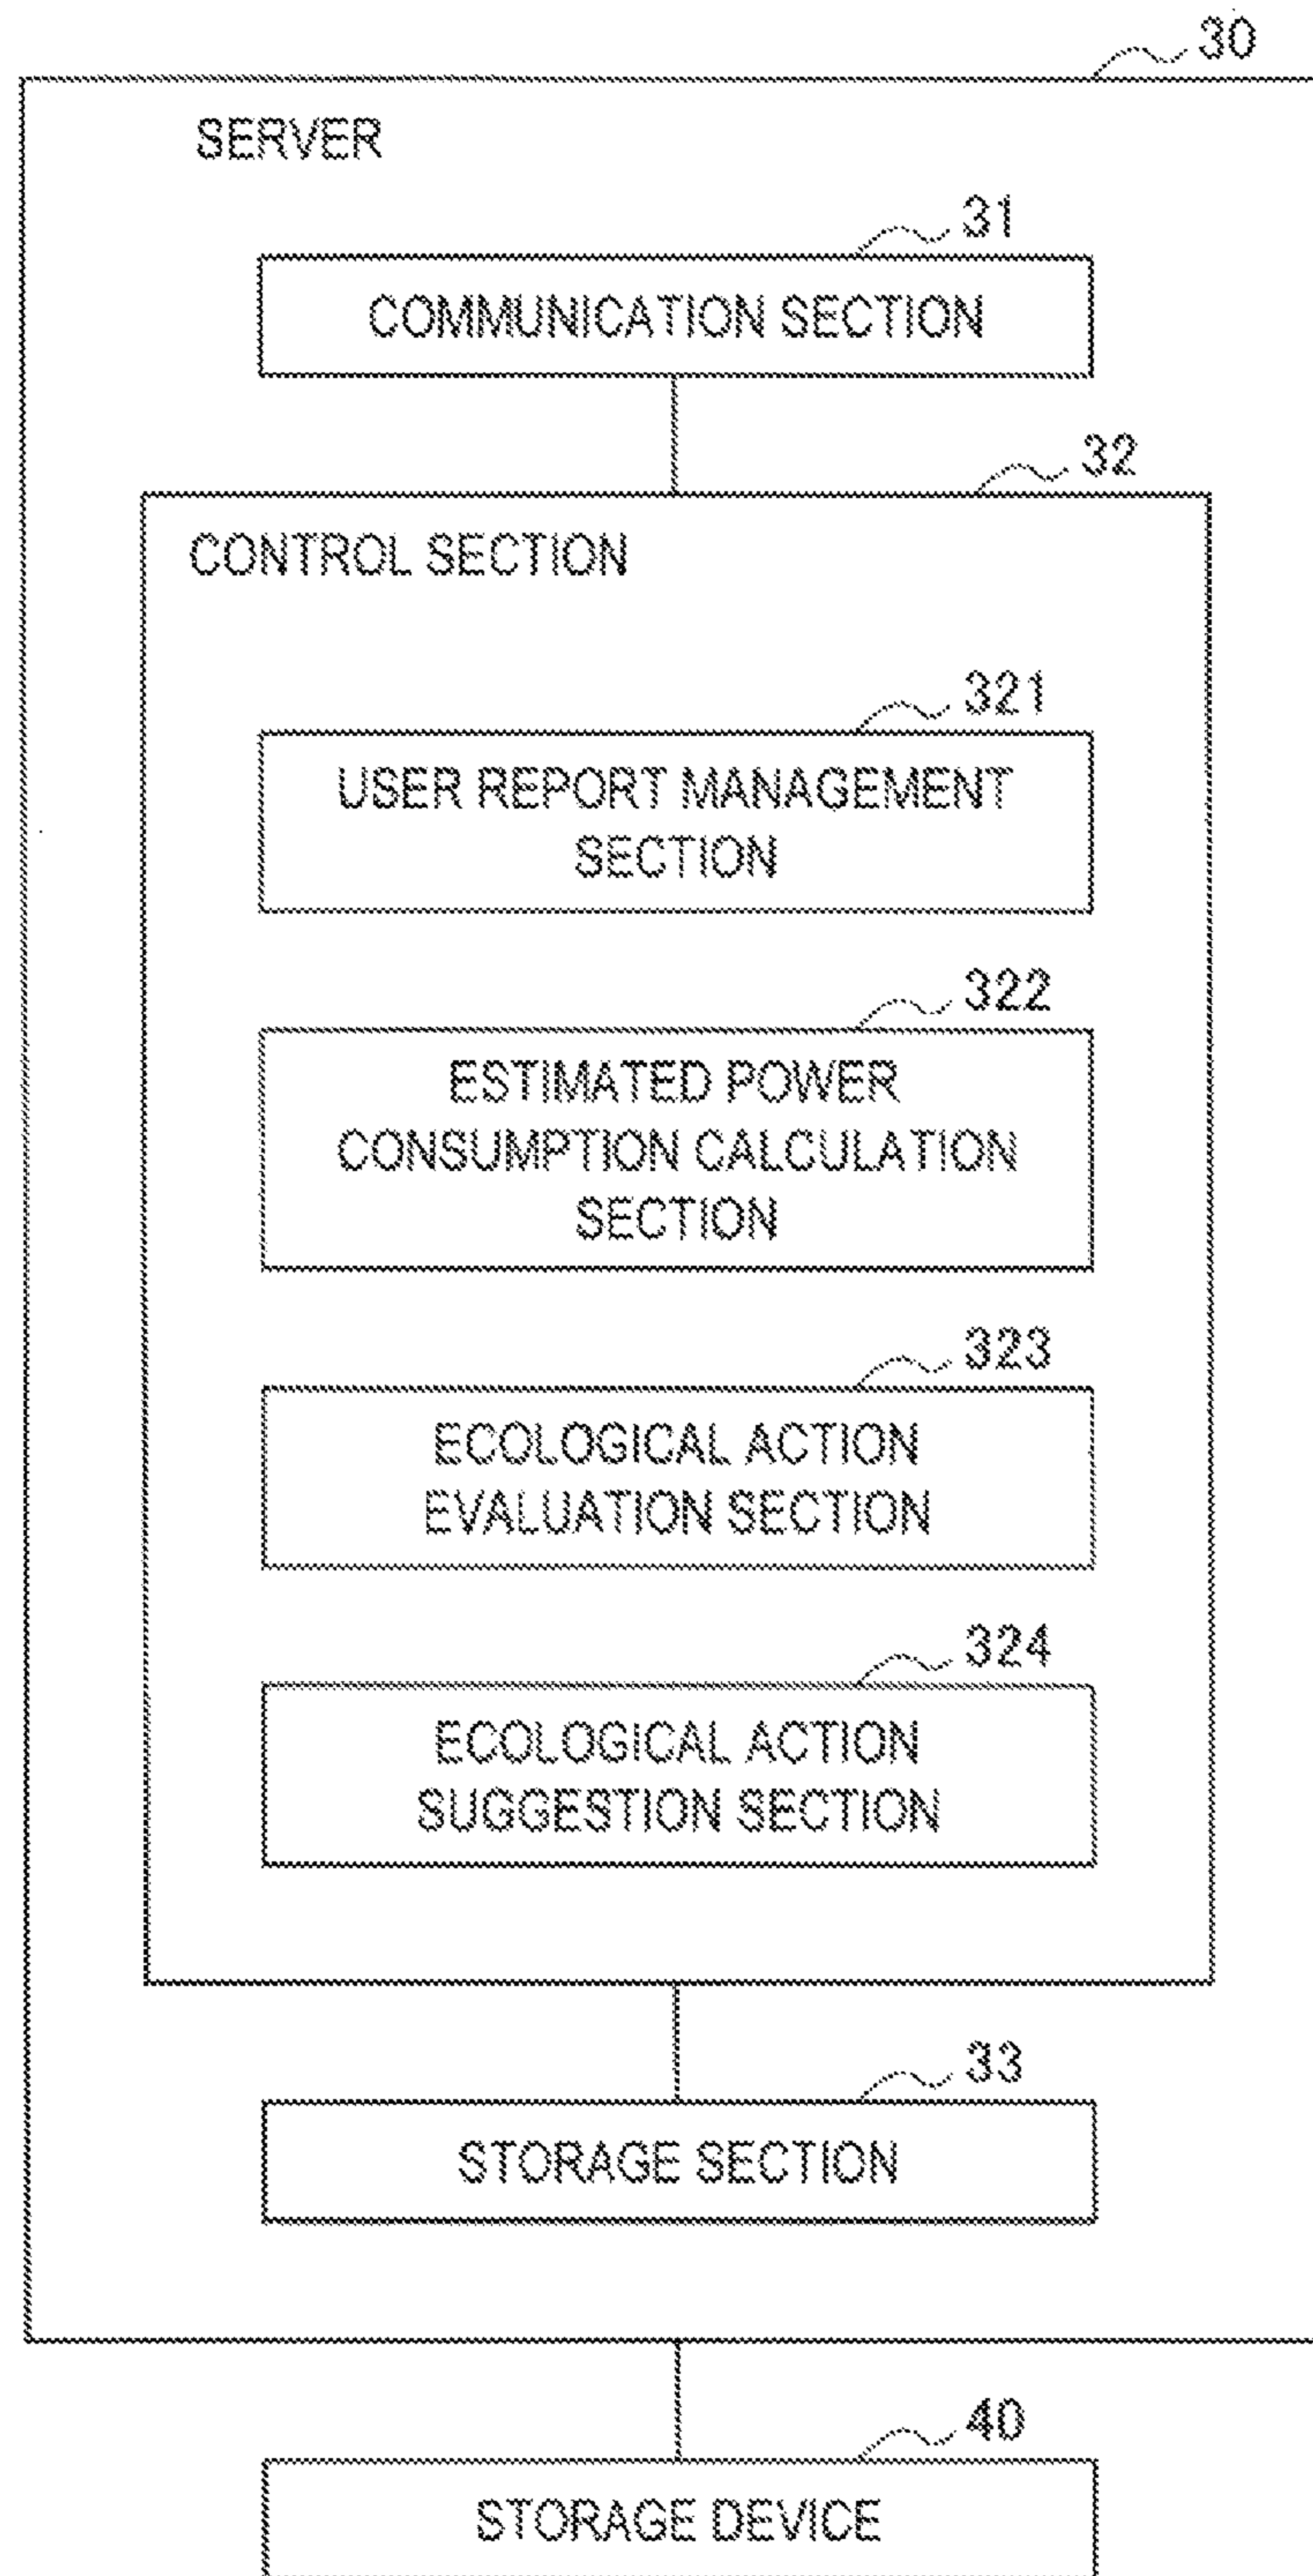 30
SERVER
31
COMMUNICATION SECTION
32
CONTROL SECTION
321
USER REPORT MANAGEMENT
SECTION
322
ESTIMATED POWER
CONSUMPTION CALCULATION
SECTION
323
ECOLOGICAL ACTION
EVALUATION SECTION
324
ECOLOGICAL ACTION
SUGGESTION SECTION
33
STORAGE SECTION
40
STORAGE DEVICE